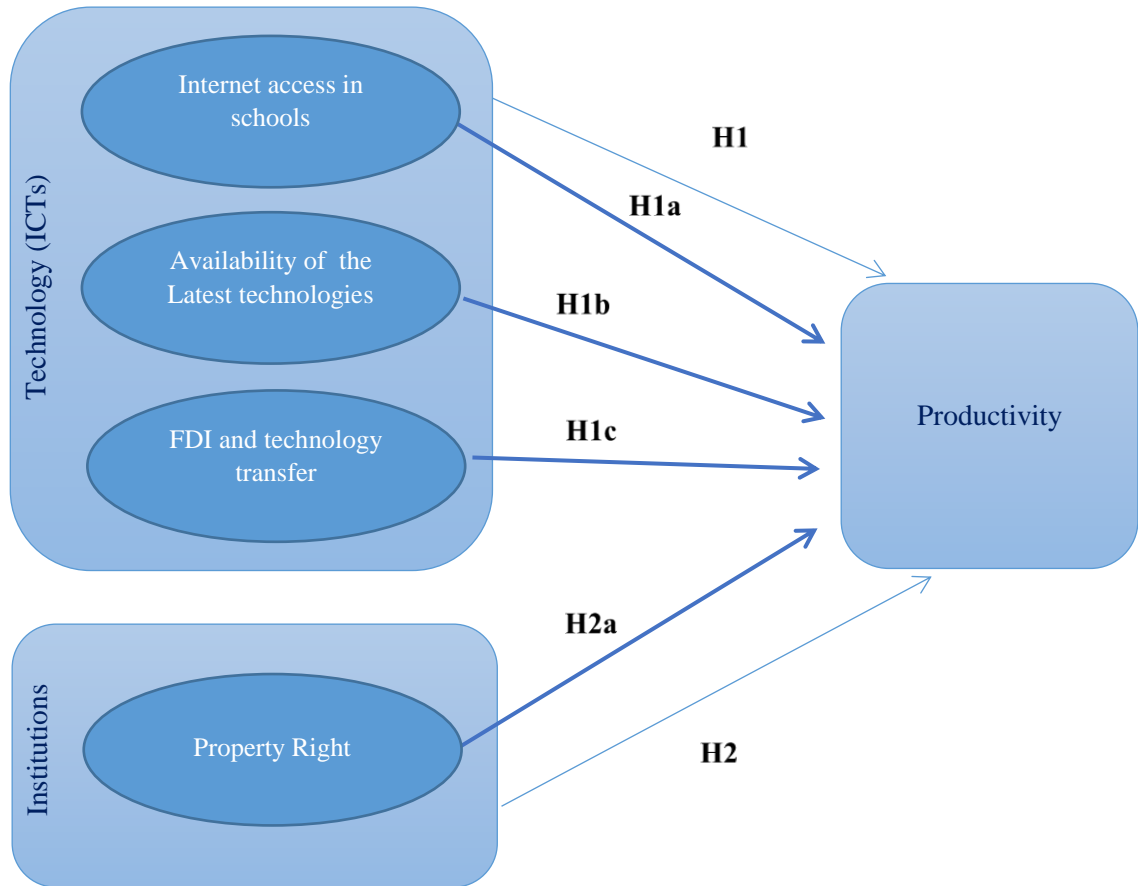 Technology (ICTs)
Internet access in
schools
Availability of  the
Latest technologies
FDI and technology
transfer
H1
H1a
H1b
H1c
Productivity
Institutions
Property Right
H2a
H2